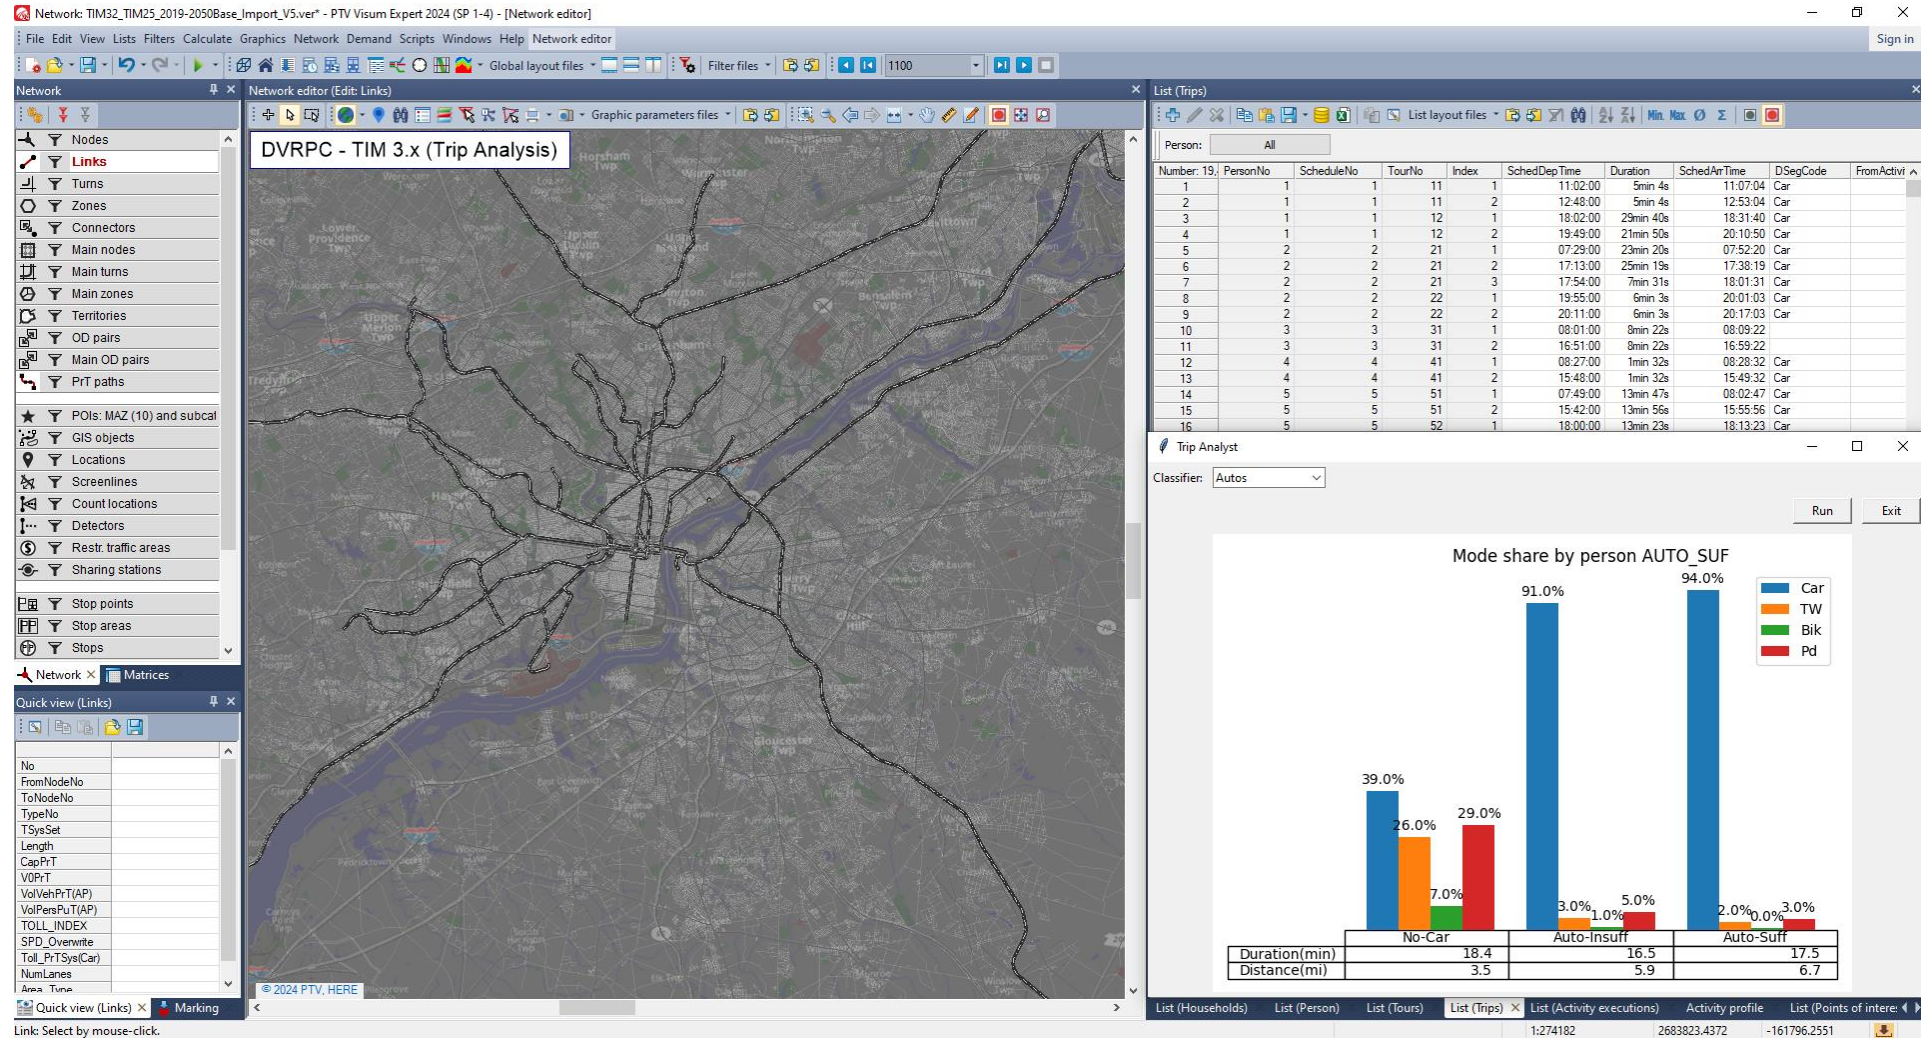 Network: TIM32_TIM25_2019-2050Base_Import_V5.ver* - PTV Visum Expert 2024 (SP 1-4) - [Network editor]
File Edit View Lists Filters Calculate Graphics Network Demand Scripts Windows Help Network editor
Sign in
Global layout files
Filter files
1100
Network
Network editor (Edit: Links)
List (Trips)
Graphic parameters files
List layout files
Min. Max. Ø Σ
Nodes
Links
Turns
Zones
Connectors
Main nodes
Main turns
Main zones
Territories
OD pairs
Main OD pairs
PrT paths
POIs: MAZ (10) and subcat
GIS objects
Locations
Screenlines
Count locations
Detectors
Restr. traffic areas
Sharing stations
Stop points
Stop areas
Stops
Network
Matrices
Quick view (Links)
No
FromNodeNo
ToNodeNo
TypeNo
TSysSet
Length
CapPrT
V0PrT
VolVehPrT(AP)
VolPersPuT(AP)
TOLL_INDEX
SPD_Overwrite
Toll_PrTSys(Car)
NumLanes
Area_Type
Quick view (Links)
Marking
Link: Select by mouse-click.
DVRPC - TIM 3.x (Trip Analysis)
© 2024 PTV, HERE
Person: All
Number: 19, PersonNo ScheduleNo TourNo Index SchedDepTime Duration SchedArrTime DSegCode FromActivi
1 1 1 11 1 11:02:00 5min 4s 11:07:04 Car
2 1 1 11 2 12:48:00 5min 4s 12:53:04 Car
3 1 1 12 1 18:02:00 29min 40s 18:31:40 Car
4 1 1 12 2 19:49:00 21min 50s 20:10:50 Car
5 2 2 21 1 07:29:00 23min 20s 07:52:20 Car
6 2 2 21 2 17:13:00 25min 19s 17:38:19 Car
7 2 2 21 3 17:54:00 7min 31s 18:01:31 Car
8 2 2 22 1 19:55:00 6min 3s 20:01:03 Car
9 2 2 22 2 20:11:00 6min 3s 20:17:03 Car
10 3 3 31 1 08:01:00 8min 22s 08:09:22
11 3 3 31 2 16:51:00 8min 22s 16:59:22
12 4 4 41 1 08:27:00 1min 32s 08:28:32 Car
13 4 4 41 2 15:48:00 1min 32s 15:49:32 Car
14 5 5 51 1 07:49:00 13min 47s 08:02:47 Car
15 5 5 51 2 15:42:00 13min 56s 15:55:56 Car
16 5 5 52 1 18:00:00 13min 23s 18:13:23 Car
Trip Analyst
Classifier: Autos
Run Exit
Mode share by person AUTO_SUF
Car
TW
Bik
Pd
39.0% 26.0% 7.0% 29.0%
91.0% 3.0% 1.0% 5.0%
94.0% 2.0% 0.0% 3.0%
No-Car Auto-Insuff Auto-Suff
Duration(min) 18.4 16.5 17.5
Distance(mi) 3.5 5.9 6.7
List (Households) List (Person) List (Tours) List (Trips) List (Activity executions) Activity profile List (Points of interes
1:274182 2683823.4372 -161796.2551